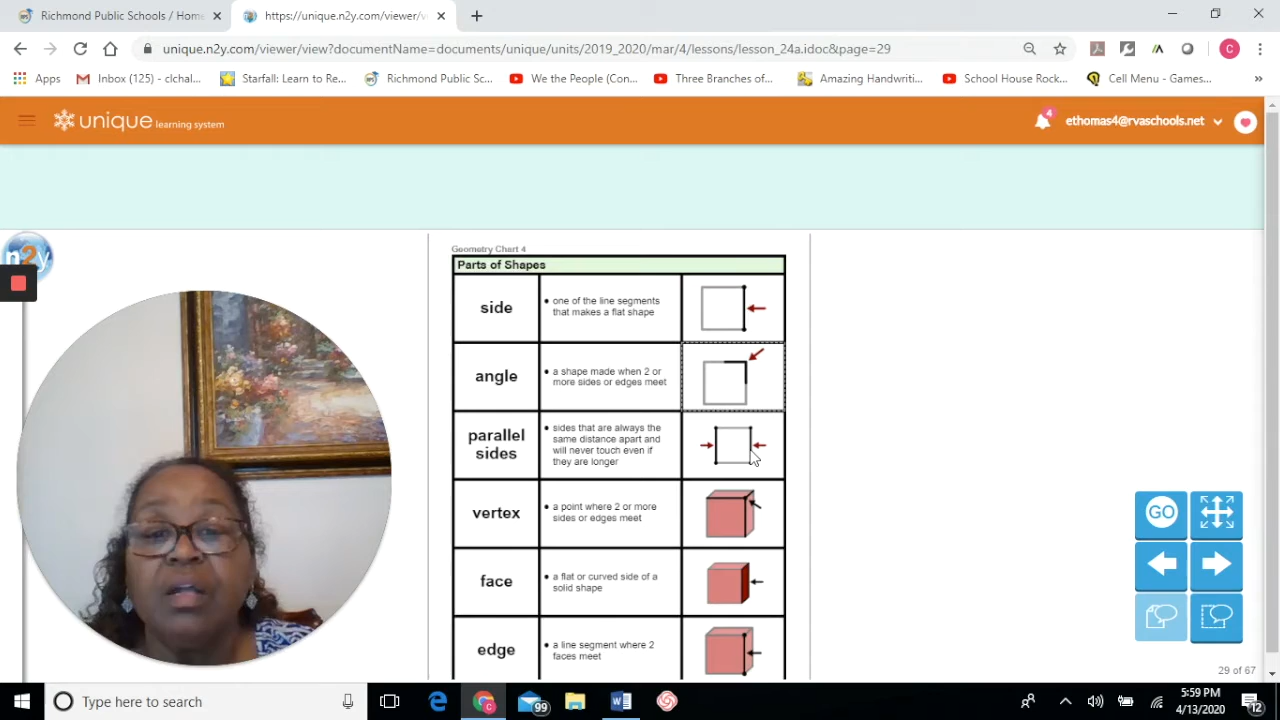 Richmond Public Schools / Home
https://unique.n2y.com/viewer/v
unique.n2y.com/viewer/view?documentName=documents/unique/units/2019_2020/mar/4/lessons/lesson_24a.idoc&page=29
C
Apps
Inbox (125) - clchal...
Starfall: Learn to Re...
Richmond Public Sc...
We the People (Con...
Three Branches of...
Amazing Handwriti...
School House Rock...
Cell Menu - Games...
»
unique learning system
4
ethomas4@rvaschools.net
n2y
Geometry Chart 4
Parts of Shapes
side
• one of the line segments
that makes a flat shape
angle
• a shape made when 2 or
more sides or edges meet
parallel
sides
• sides that are always the
same distance apart and
will never touch even if
they are longer
vertex
• a point where 2 or more
sides or edges meet
face
• a flat or curved side of a
solid shape
edge
• a line segment where 2
faces meet
GO
29 of 67
Type here to search
99
5:59 PM
4/13/2020
12